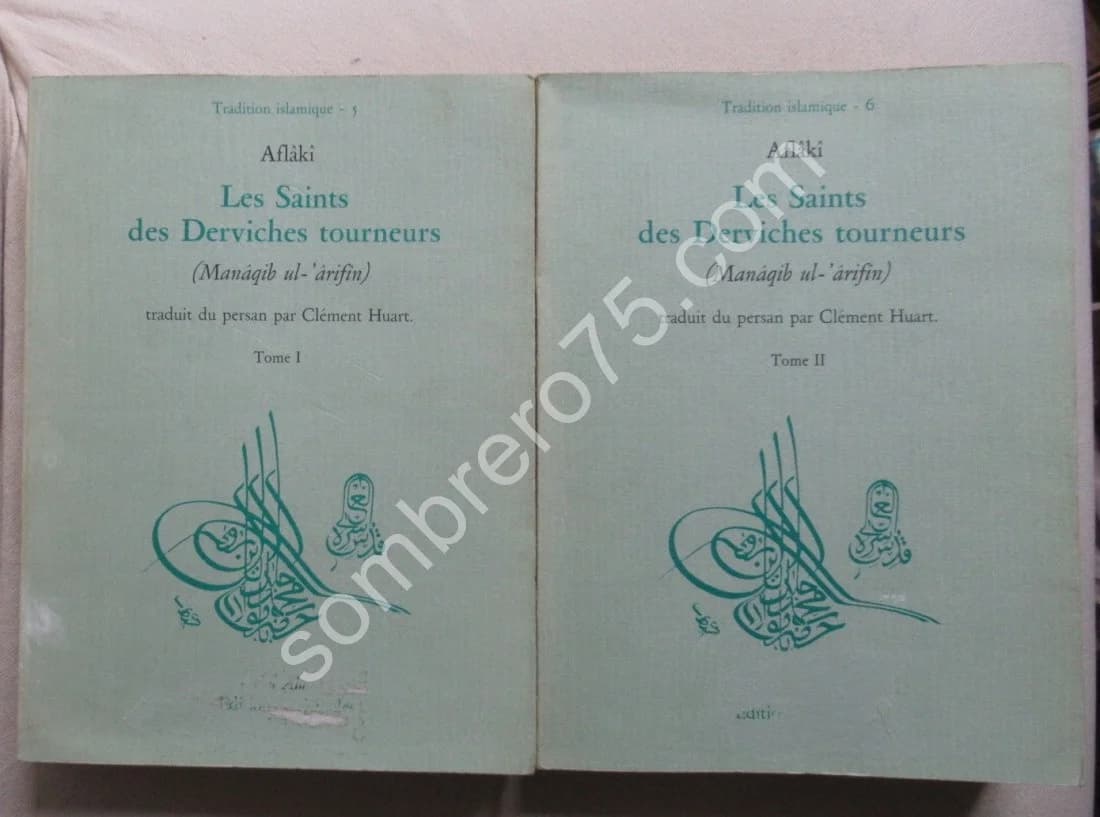 Tradition islamique - 5
Aflâkî
Les Saints
des Derviches tourneurs
(Manâqib ul-'ârifîn)
traduit du persan par Clément Huart.
Tome I
Tradition islamique - 6
Aflâkî
Les Saints
des Derviches tourneurs
(Manâqib ul-'ârifîn)
traduit du persan par Clément Huart.
Tome II
sombrero75.com